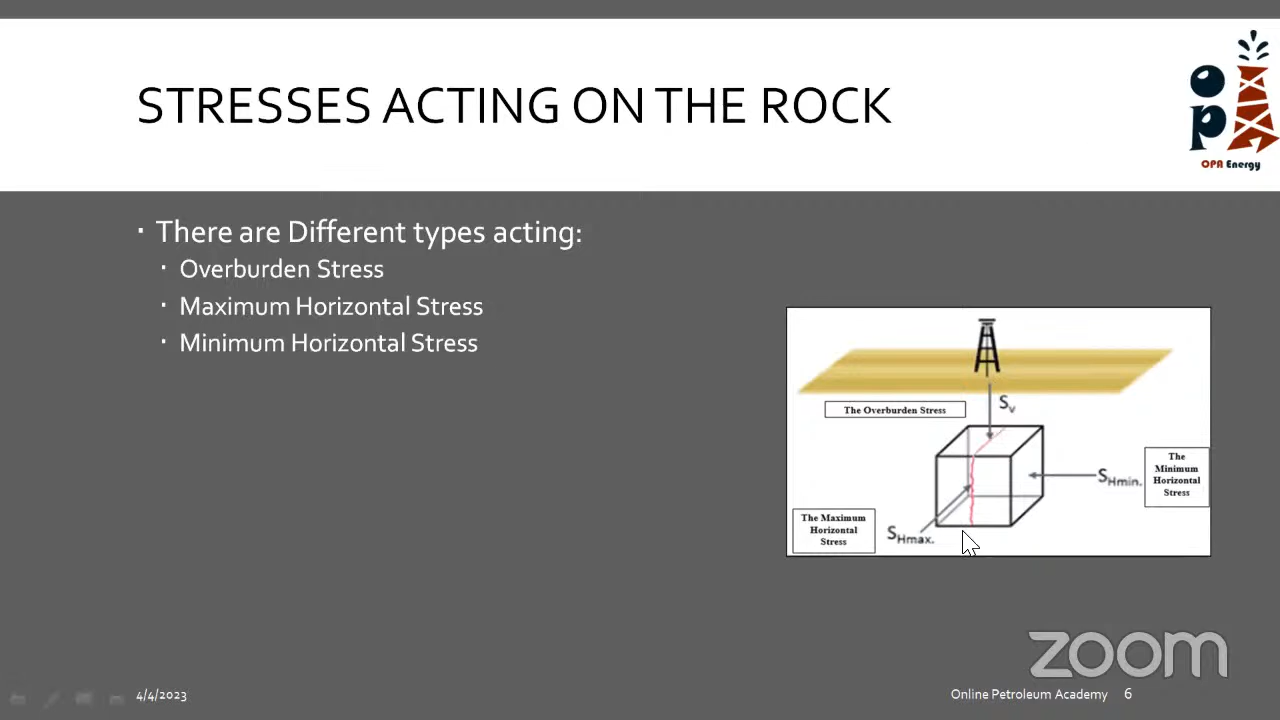 STRESSES ACTING ON THE ROCK
o
p
OPA Energy
There are Different types acting:
Overburden Stress
Maximum Horizontal Stress
Minimum Horizontal Stress
The Overburden Stress
Sv
SHmin.
The
Minimum
Horizontal
Stress
The Maximum
Horizontal
Stress
SHmax.
zoom
4/4/2023
Online Petroleum Academy
6